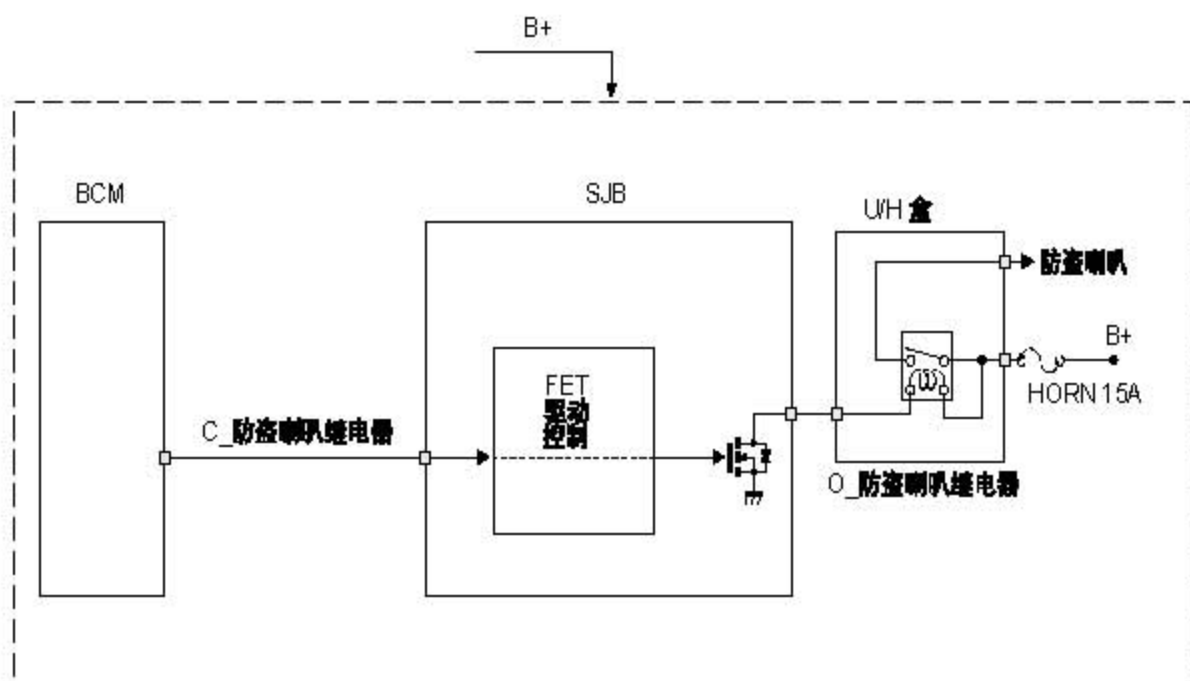 B+
BCM
SJB
U/H 盒
防盗喇叭
B+
HORN 15A
FET
驱动
控制
C_防盗喇叭继电器
O_防盗喇叭继电器